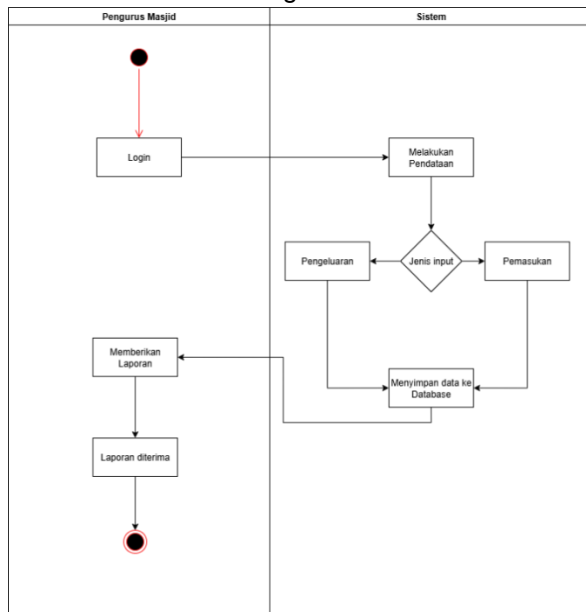 Pengurus Masjid
Sistem
Login
Melakukan
Pendataan
Pengeluaran
Jenis input
Pemasukan
Memberikan
Laporan
Menyimpan data ke
Database
Laporan diterima